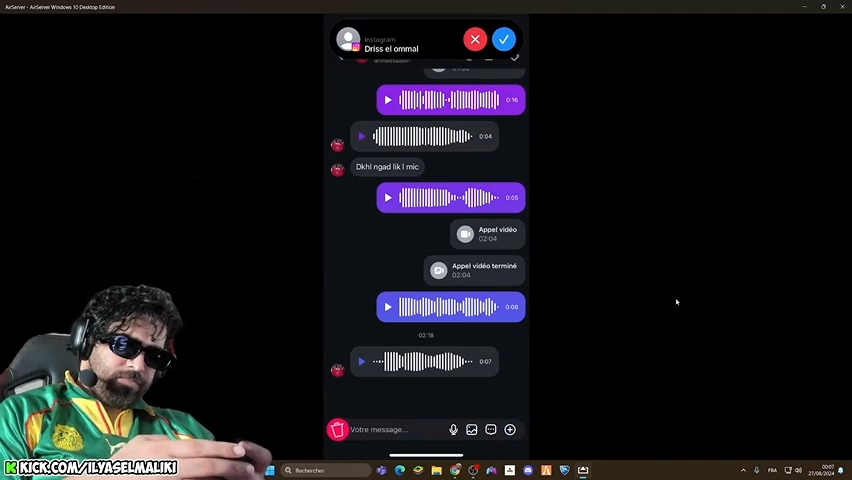 AirServer - AirServer Windows 10 Desktop Edition
Instagram
Driss el ommal
0:16
0:04
Dkhl ngad lik l mic
0:05
Appel vidéo
02:04
Appel vidéo terminé
02:04
0:08
02:18
0:07
Votre message...
KICK.COM/ILYASELMALIKI
Rechercher
FRA
00:07
27/08/2024